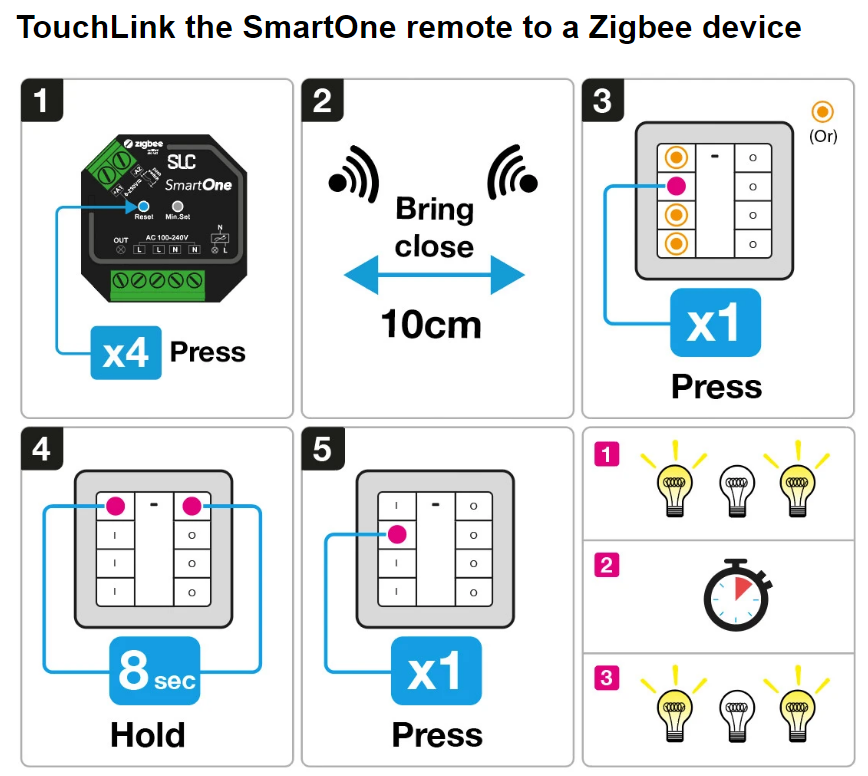 TouchLink the SmartOne remote to a Zigbee device
1
zigbee
SLC
SmartOne
Reset Min.Set
OUT
AC 100-240V
N
L L N N
L
x4 Press
2
Bring
close
10cm
3
(Or)
- O
O
O
O
x1
Press
4
-
I O
I O
I O
8 sec
Hold
5
I - O
O
I O
I O
x1
Press
1
2
3